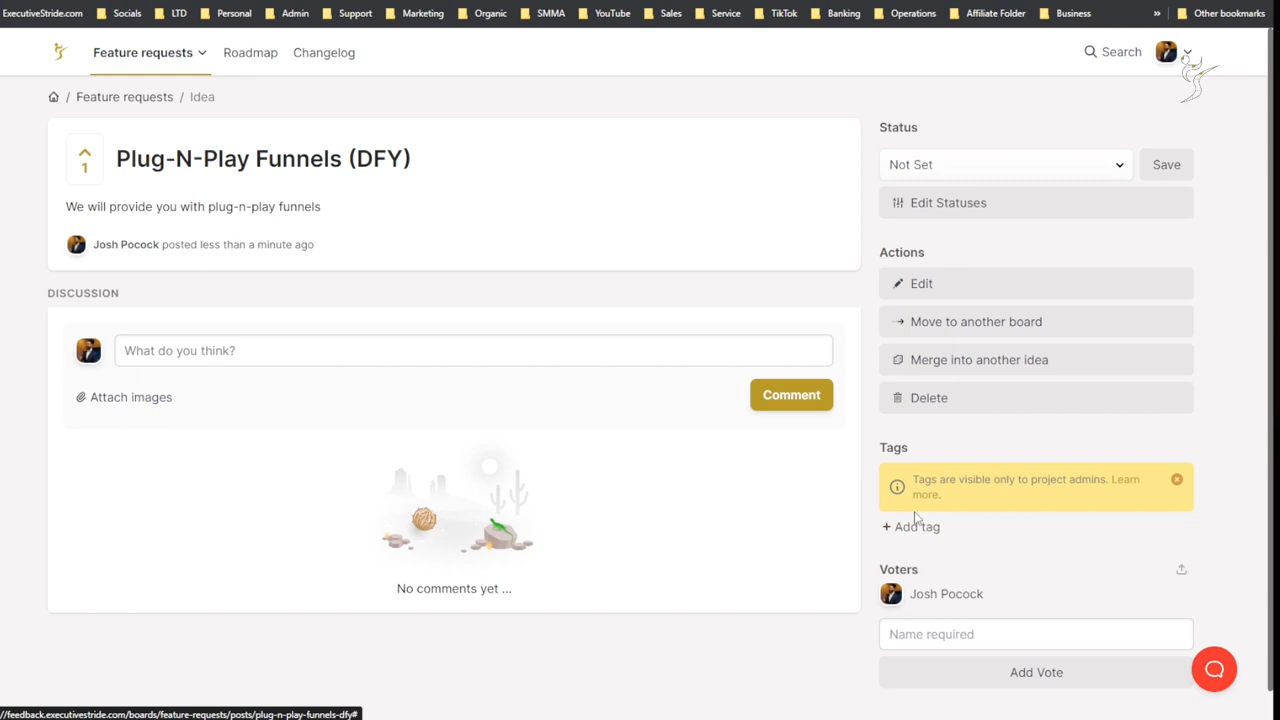 ExecutiveStride.com Socials LTD Personal Admin Support Marketing Organic SMMA YouTube Sales Service TikTok Banking Operations Affiliate Folder Business » Other bookmarks
Feature requests Roadmap Changelog Search
/ Feature requests / Idea
1
Plug-N-Play Funnels (DFY)
We will provide you with plug-n-play funnels
Josh Pocock posted less than a minute ago
DISCUSSION
What do you think?
Attach images
Comment
No comments yet ...
Status
Not Set
Save
Edit Statuses
Actions
Edit
Move to another board
Merge into another idea
Delete
Tags
Tags are visible only to project admins. Learn
more.
+ Add tag
Voters
Josh Pocock
Name required
Add Vote
//feedback.executivestride.com/boards/feature-requests/posts/plug-n-play-funnels-dfy#